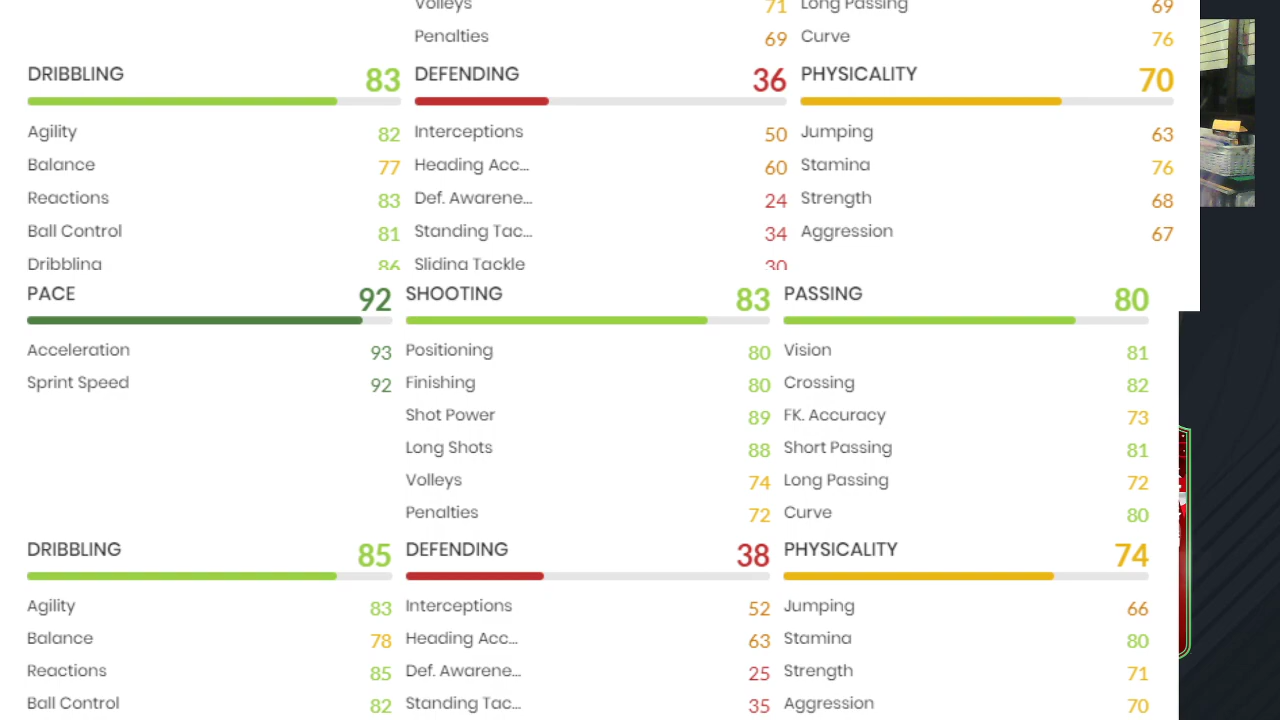 Volleys 71 Long Passing 69
Penalties 69 Curve 76
DRIBBLING 83 DEFENDING 36 PHYSICALITY 70
Agility 82 Interceptions 50 Jumping 63
Balance 77 Heading Acc... 60 Stamina 76
Reactions 83 Def. Awarene... 24 Strength 68
Ball Control 81 Standing Tac... 34 Aggression 67
Dribbling 86 Sliding Tackle 30
PACE 92 SHOOTING 83 PASSING 80
Acceleration 93 Positioning 80 Vision 81
Sprint Speed 92 Finishing 80 Crossing 82
Shot Power 89 FK. Accuracy 73
Long Shots 88 Short Passing 81
Volleys 74 Long Passing 72
Penalties 72 Curve 80
DRIBBLING 85 DEFENDING 38 PHYSICALITY 74
Agility 83 Interceptions 52 Jumping 66
Balance 78 Heading Acc... 63 Stamina 80
Reactions 85 Def. Awarene... 25 Strength 71
Ball Control 82 Standing Tac... 35 Aggression 70